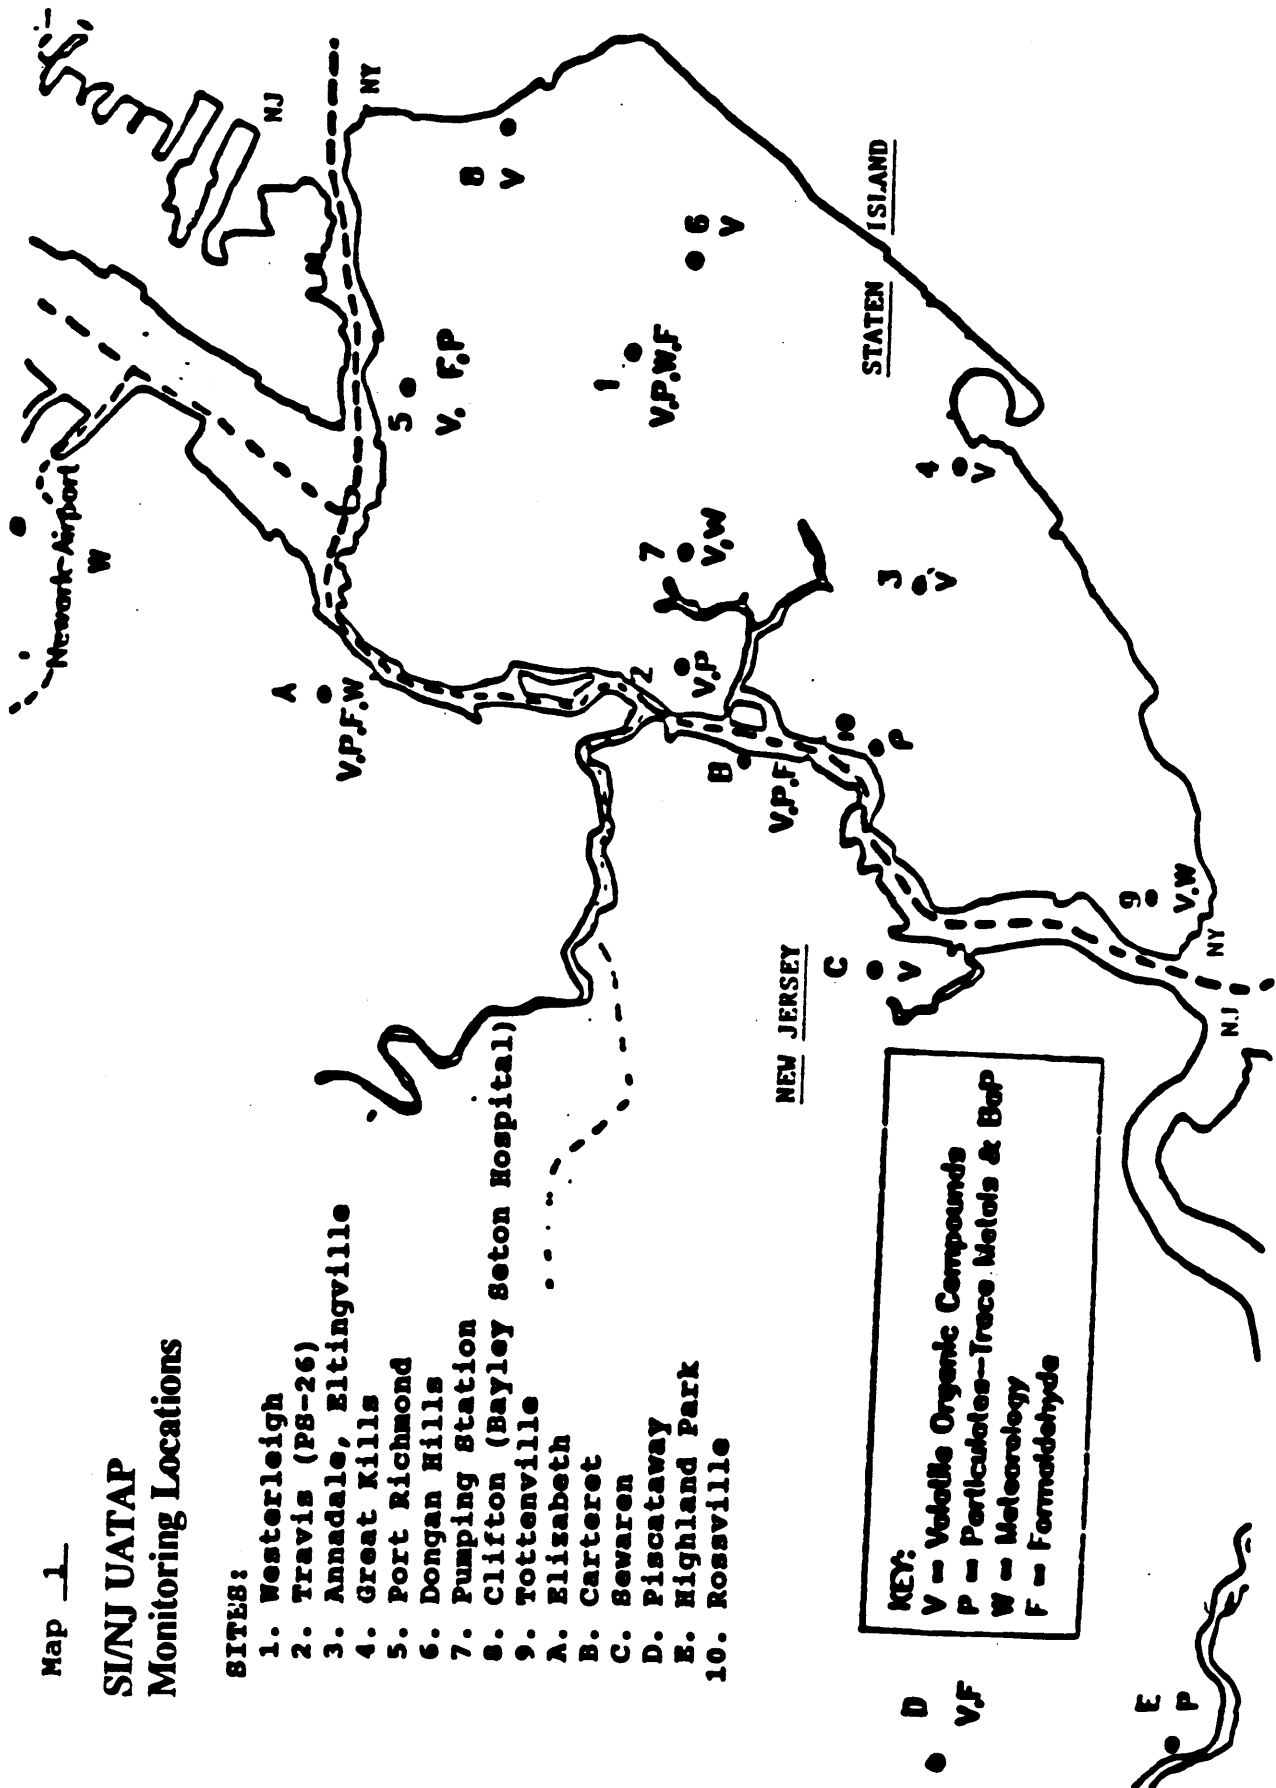 Map 1
SI/NJ UATAP
Monitoring Locations
SITES:
1. Westerleigh
2. Travis (PS-26)
3. Annadale, Eltingville
4. Great Kills
5. Port Richmond
6. Dongan Hills
7. Pumping Station
8. Clifton (Bayley Seton Hospital)
9. Tottenville
A. Elizabeth
B. Carteret
C. Sewaren
D. Piscataway
E. Highland Park
10. Rossville
KEY:
V = Volatile Organic Compounds
P = Particulates-Trace Metals & BaP
W = Meteorology
F = Formaldehyde
Newark-Airport
W
NJ
NY
A
V.P.F.W
5
V. F.P
8
V
6
V
1
V.P.W.F
7
V.W
2
V.P
B
V.P.F
10
P
3
V
4
V
STATEN ISLAND
NEW JERSEY
C
V
9
V.W
NY
NJ
D
V.F
E
P